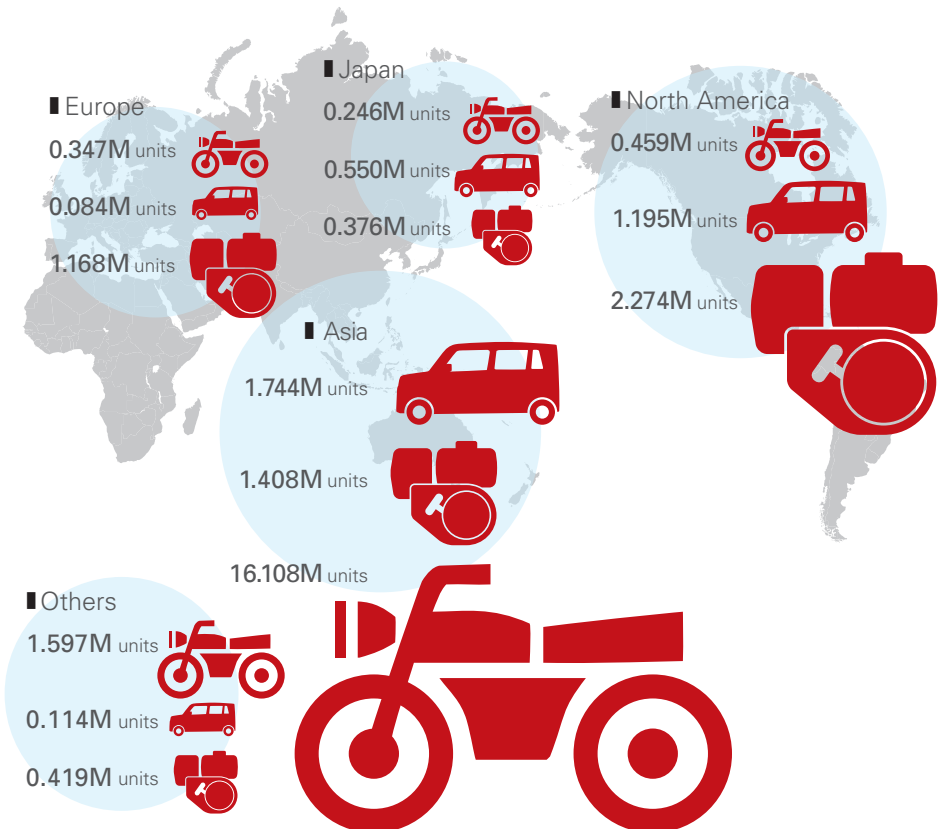 Europe
0.347M units
0.084M units
1.168M units
Japan
0.246M units
0.550M units
0.376M units
North America
0.459M units
1.195M units
2.274M units
Asia
1.744M units
1.408M units
16.108M units
Others
1.597M units
0.114M units
0.419M units